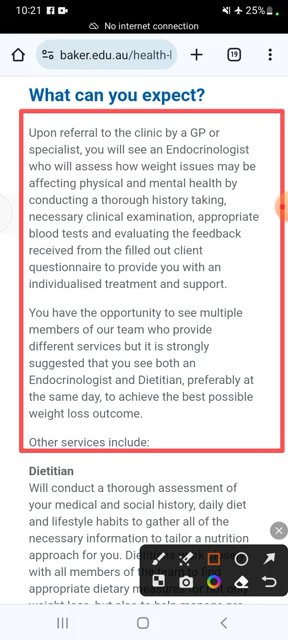 10:21
25%
No internet connection
baker.edu.au/health-l
19
What can you expect?
Upon referral to the clinic by a GP or
specialist, you will see an Endocrinologist
who will assess how weight issues may be
affecting physical and mental health by
conducting a thorough history taking,
necessary clinical examination, appropriate
blood tests and evaluating the feedback
received from the filled out client
questionnaire to provide you with an
individualised treatment and support.
You have the opportunity to see multiple
members of our team who provide
different services but it is strongly
suggested that you see both an
Endocrinologist and Dietitian, preferably at
the same day, to achieve the best possible
weight loss outcome.
Other services include:
Dietitian
Will conduct a thorough assessment of
your medical and social history, daily diet
and lifestyle habits to gather all of the
necessary information to tailor a nutrition
approach for you.
with all members of the team to find
appropriate dietary measures for not only